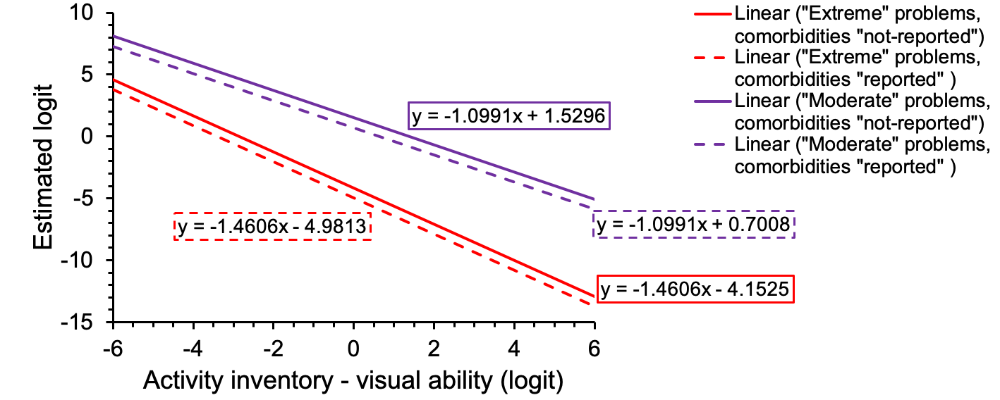 10
5
0
-5
-10
-15
Estimated logit
-6 -4 -2 0 2 4 6
Activity inventory - visual ability (logit)
y = -1.0991x + 1.5296
y = -1.4606x - 4.9813
y = -1.0991x + 0.7008
y = -1.4606x - 4.1525
Linear ("Extreme" problems,
comorbidities "not-reported")
Linear ("Extreme" problems,
comorbidities "reported" )
Linear ("Moderate" problems,
comorbidities "not-reported")
Linear ("Moderate" problems,
comorbidities "reported" )